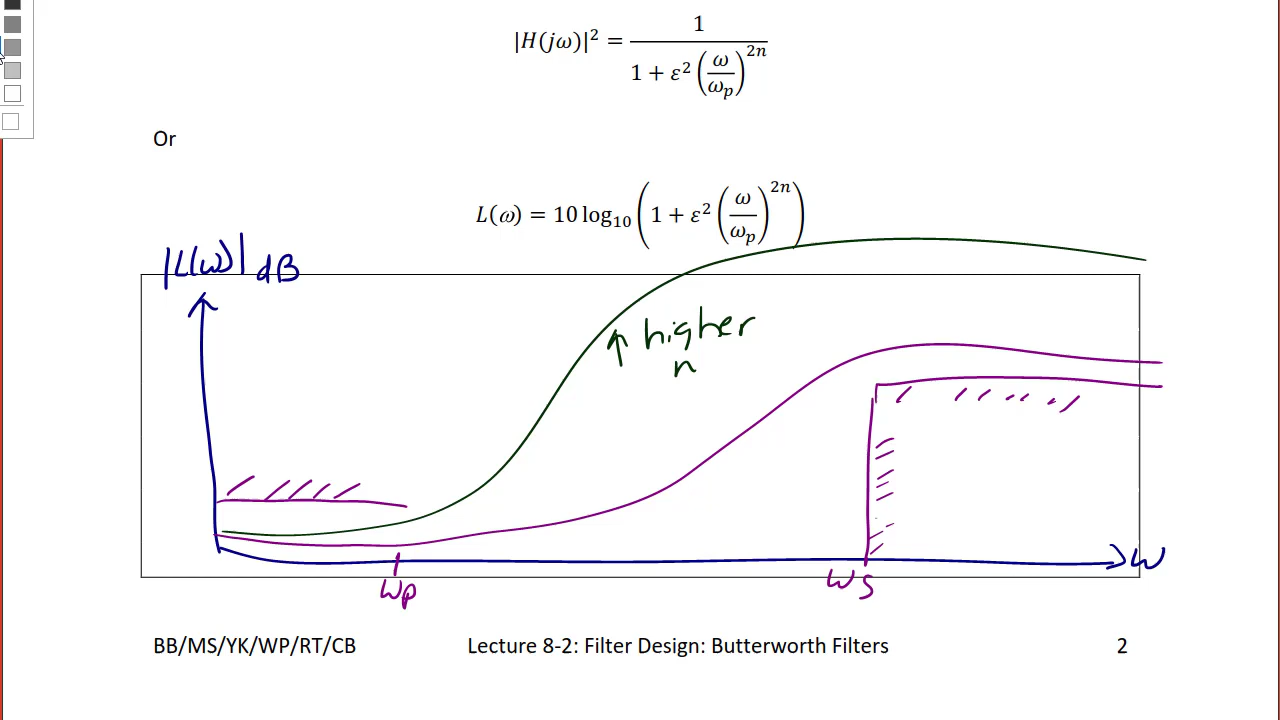 |H(jω)|² = 1 / (1 + ε² (ω/ωₚ)²ⁿ)
Or
L(ω) = 10 log₁₀ (1 + ε² (ω/ωₚ)²ⁿ)
|L(ω)| dB
↑ higher
n
ωp
ωs
ω
BB/MS/YK/WP/RT/CB Lecture 8-2: Filter Design: Butterworth Filters 2